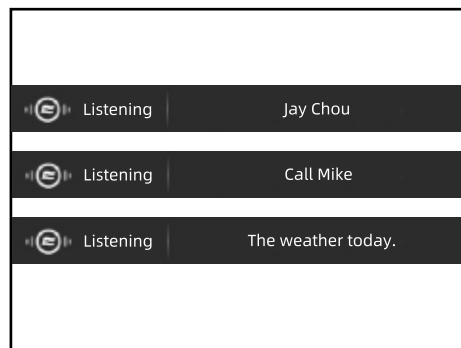 Listening Jay Chou
Listening Call Mike
Listening The weather today.